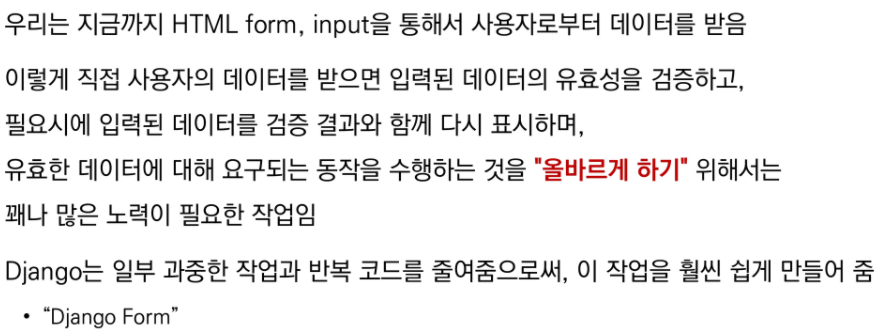 우리는 지금까지 HTML form, input을 통해서 사용자로부터 데이터를 받음
이렇게 직접 사용자의 데이터를 받으면 입력된 데이터의 유효성을 검증하고,
필요시에 입력된 데이터를 검증 결과와 함께 다시 표시하며,
유효한 데이터에 대해 요구되는 동작을 수행하는 것을 "올바르게 하기" 위해서는
꽤나 많은 노력이 필요한 작업임
Django는 일부 과중한 작업과 반복 코드를 줄여줌으로써, 이 작업을 훨씬 쉽게 만들어 줌
• “Django Form”